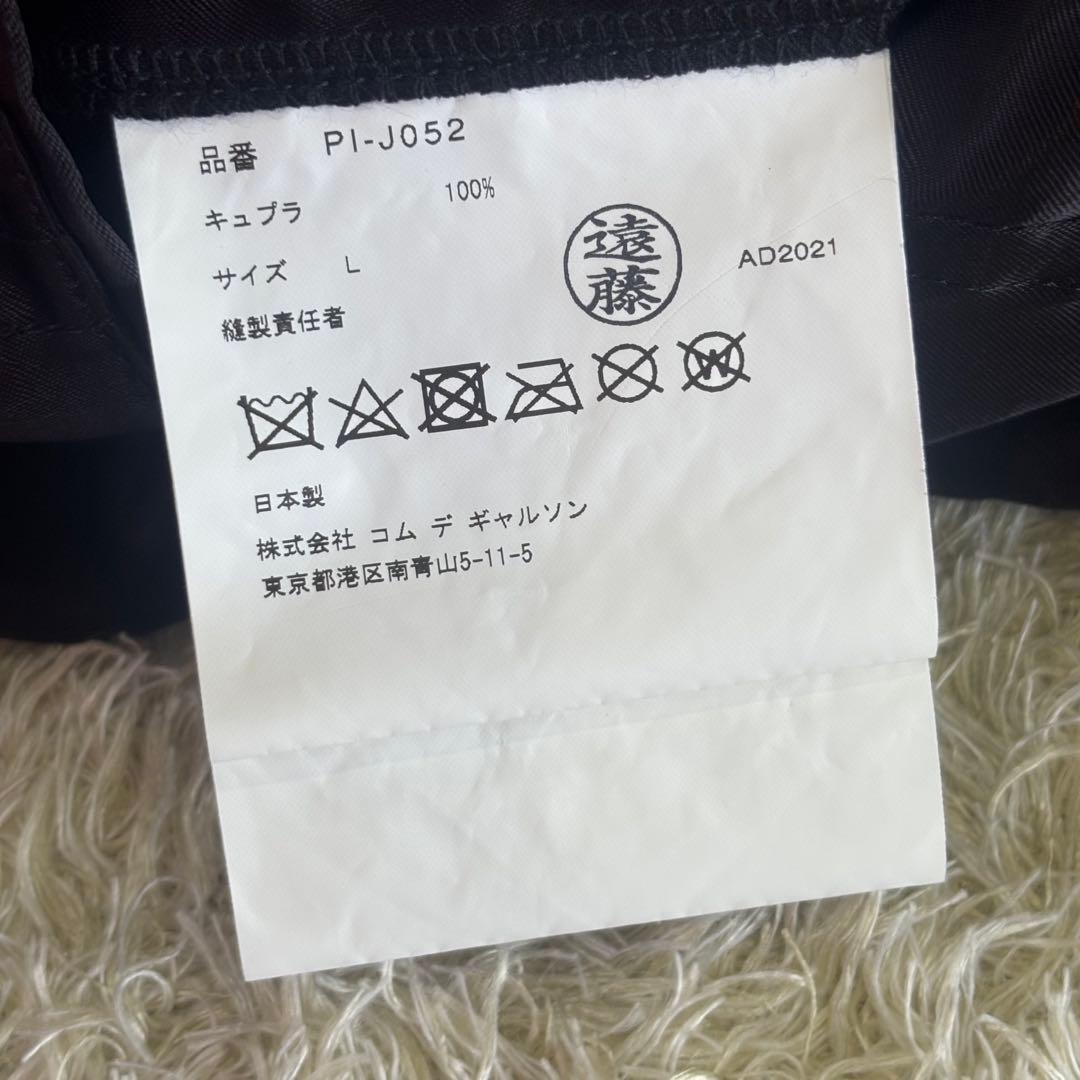 品番 PI-J052
キュプラ 100%
サイズ L
縫製責任者
遠藤
AD2021
W
日本製
株式会社 コム デ ギャルソン
東京都港区南青山5-11-5